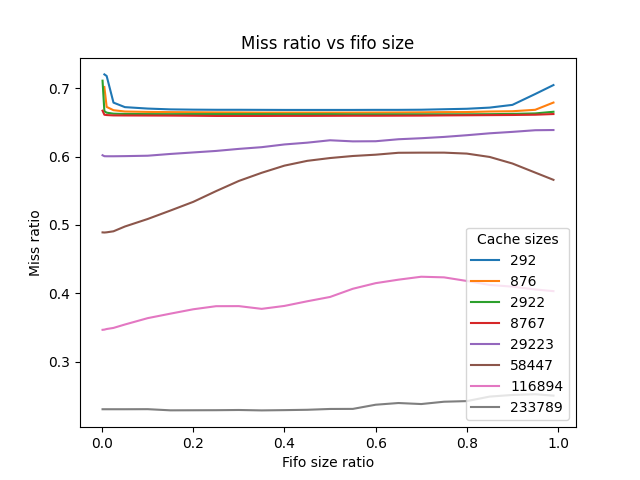 Miss ratio vs fifo size
Miss ratio
0.7
0.6
0.5
0.4
0.3
Cache sizes
292
876
2922
8767
29223
58447
116894
233789
0.0 0.2 0.4 0.6 0.8 1.0
Fifo size ratio